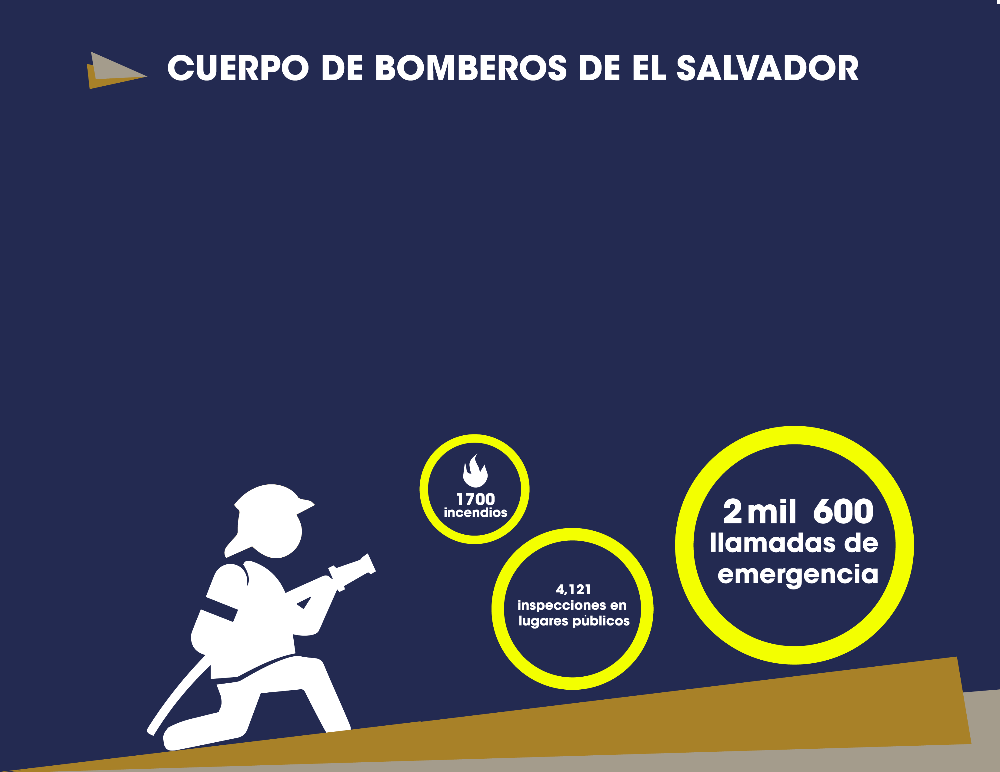 CUERPO DE BOMBEROS DE EL SALVADOR
1700
incendios
4,121
inspecciones en
lugares públicos
2 mil 600
llamadas de
emergencia